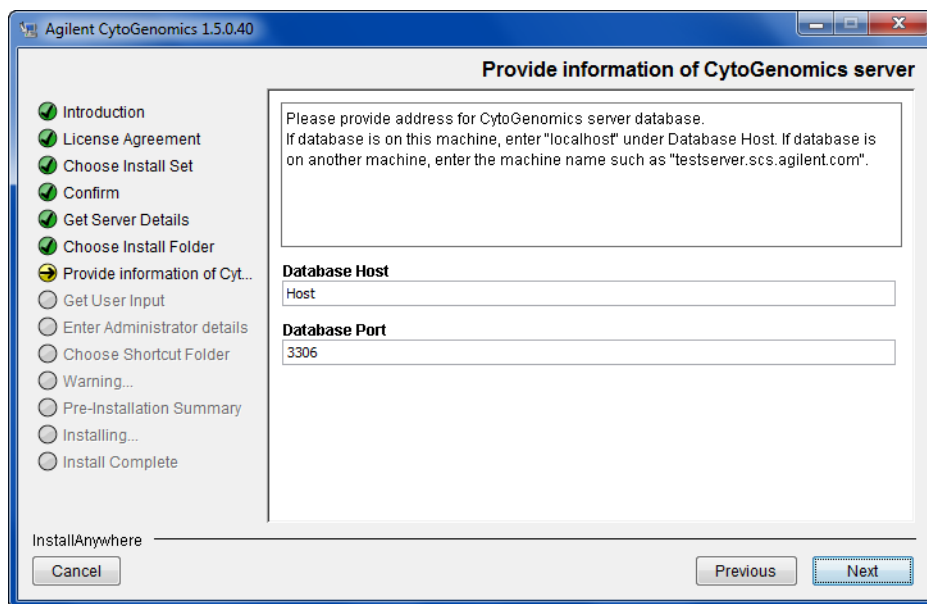 Agilent CytoGenomics 1.5.0.40
Provide information of CytoGenomics server
Introduction
License Agreement
Choose Install Set
Confirm
Get Server Details
Choose Install Folder
Provide information of Cyt...
Get User Input
Enter Administrator details
Choose Shortcut Folder
Warning...
Pre-Installation Summary
Installing...
Install Complete
Please provide address for CytoGenomics server database.
If database is on this machine, enter "localhost" under Database Host. If database is
on another machine, enter the machine name such as "testserver.scs.agilent.com".
Database Host
Host
Database Port
3306
InstallAnywhere
Cancel
Previous
Next